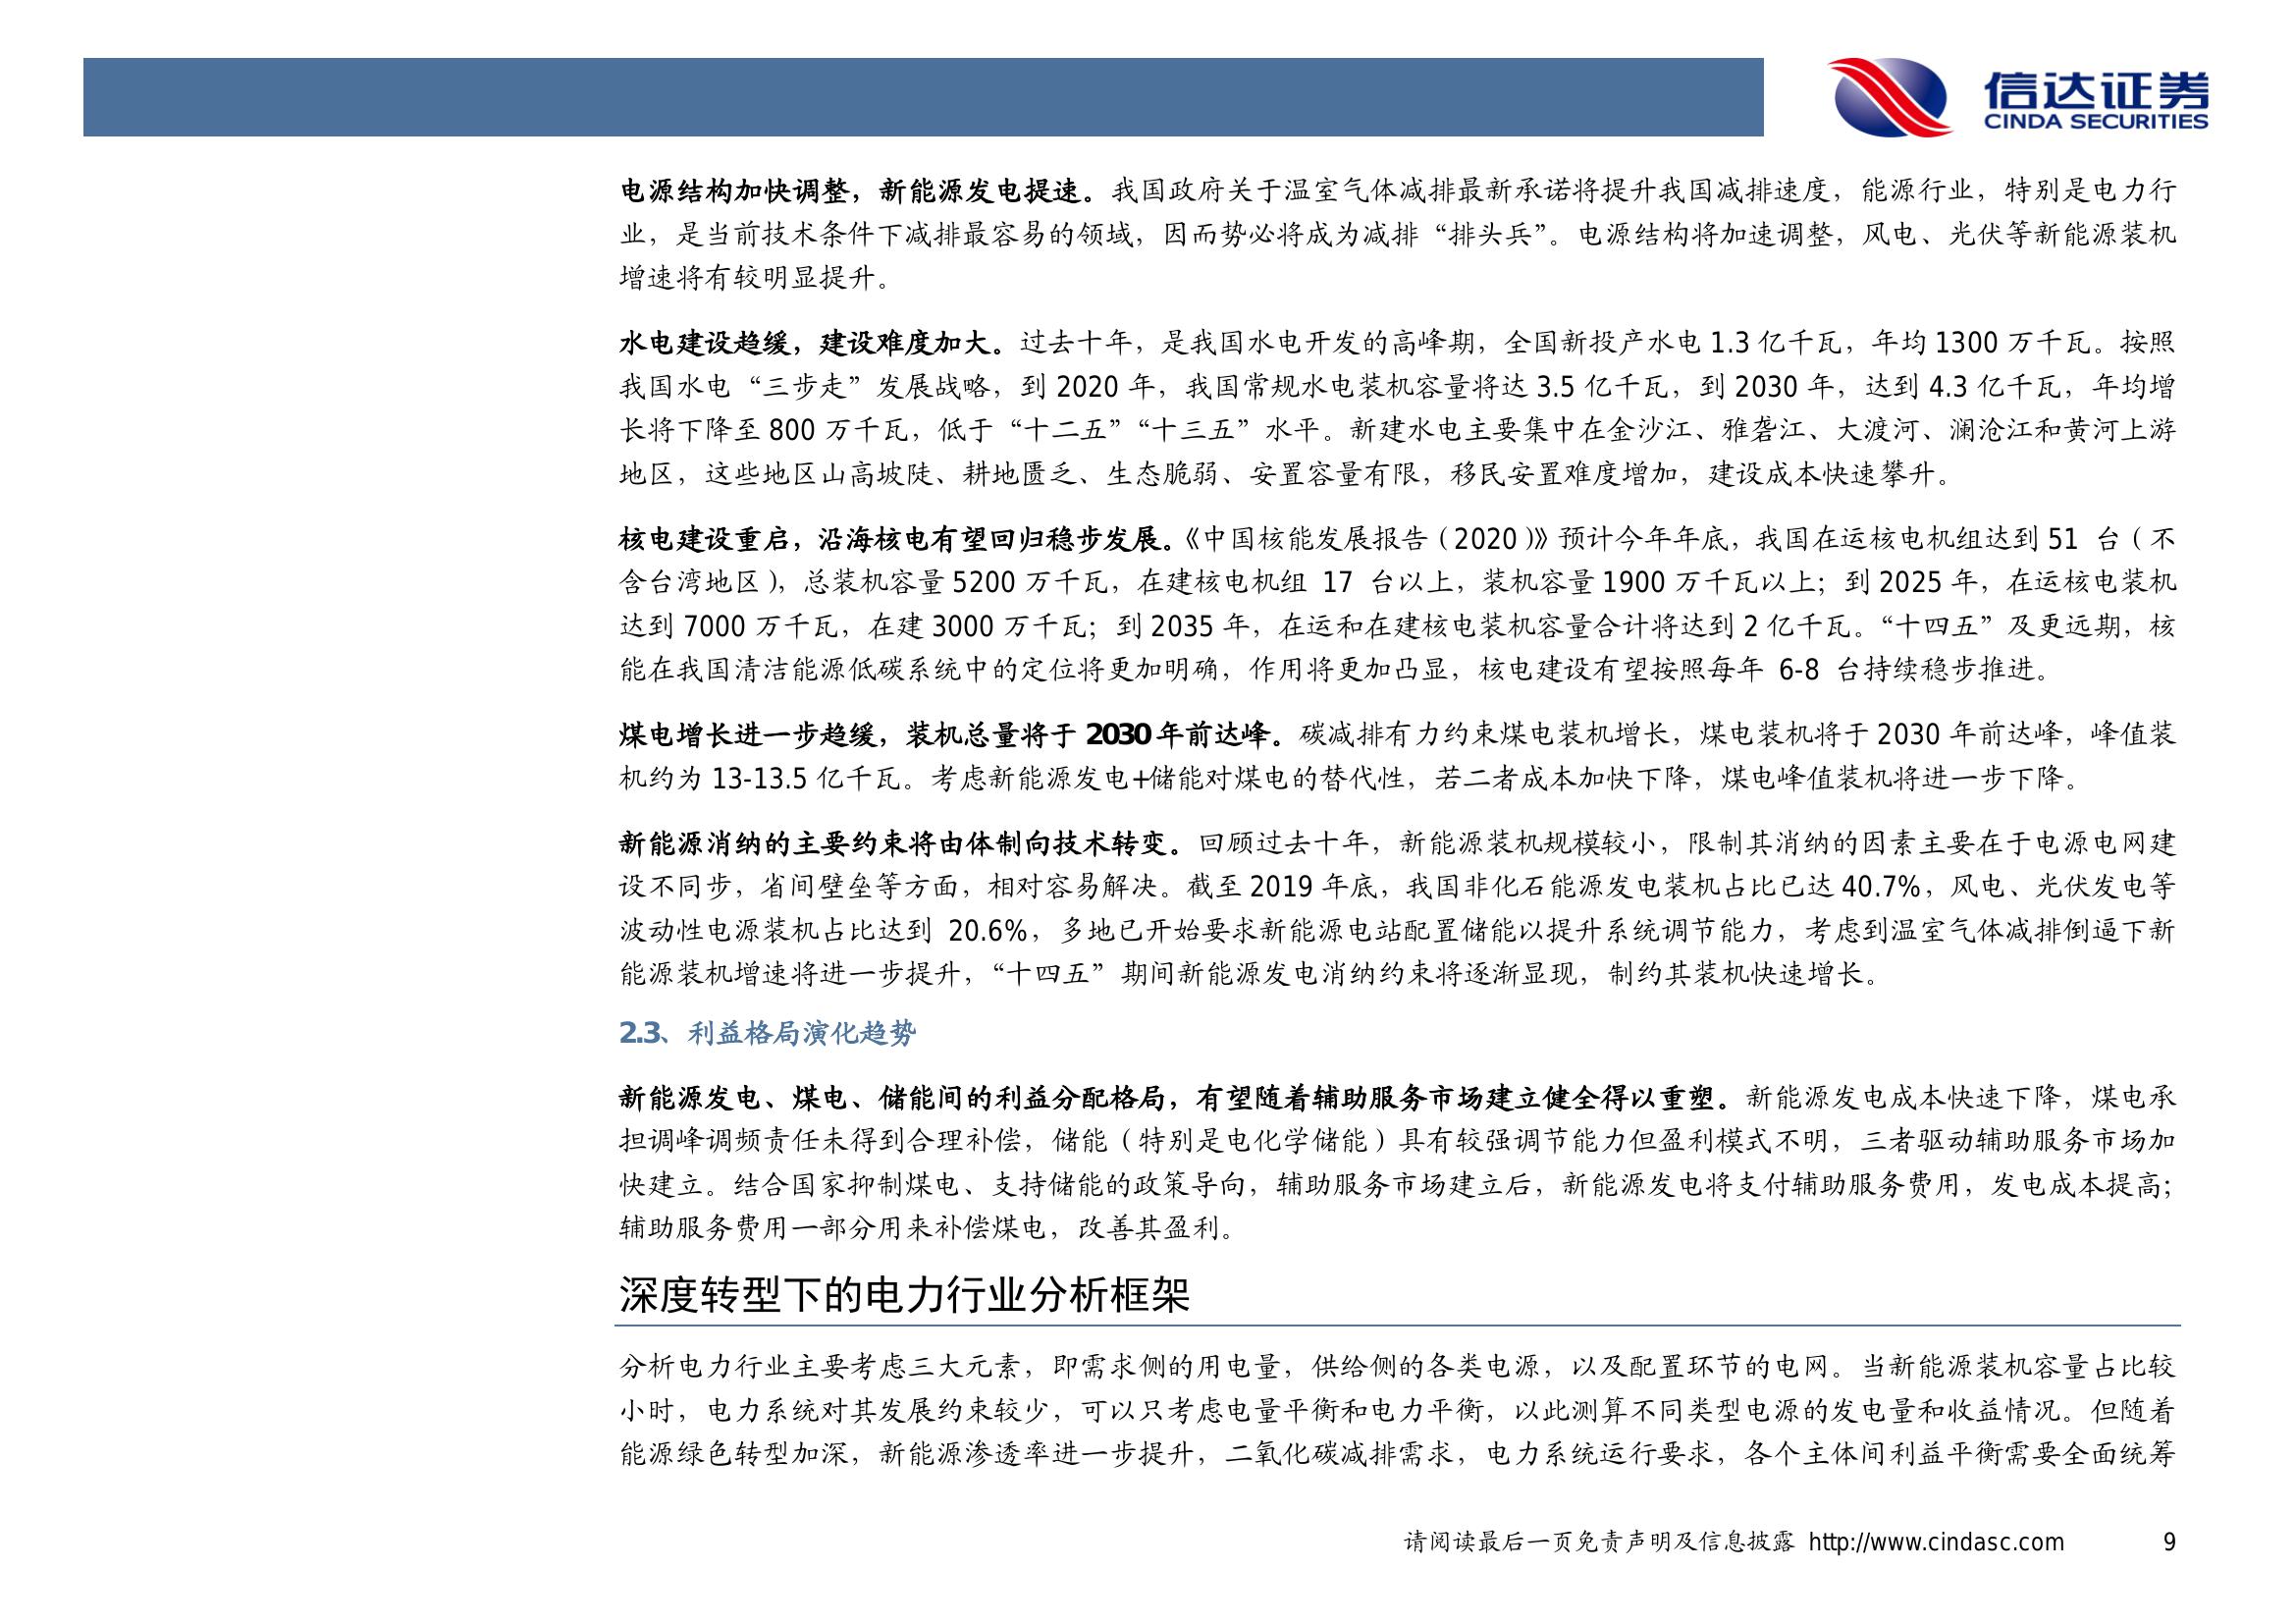 信达证券
CINDA SECURITIES
电源结构加快调整，新能源发电提速。我国政府关于温室气体减排最新承诺将提升我国减排速度，能源行业，特别是电力行
业，是当前技术条件下减排最容易的领域，因而势必将成为减排“排头兵”。电源结构将加速调整，风电、光伏等新能源装机
增速将有较明显提升。
水电建设趋缓，建设难度加大。过去十年，是我国水电开发的高峰期，全国新投产水电 1.3 亿千瓦，年均 1300 万千瓦。按照
我国水电“三步走”发展战略，到 2020 年，我国常规水电装机容量将达 3.5 亿千瓦，到 2030 年，达到 4.3 亿千瓦，年均增
长将下降至 800 万千瓦，低于“十二五”“十三五”水平。新建水电主要集中在金沙江、雅砻江、大渡河、澜沧江和黄河上游
地区，这些地区山高坡陡、耕地匮乏、生态脆弱、安置容量有限，移民安置难度增加，建设成本快速攀升。
核电建设重启，沿海核电有望回归稳步发展。《中国核能发展报告（2020）》预计今年年底，我国在运核电机组达到 51 台（不
含台湾地区），总装机容量 5200 万千瓦，在建核电机组 17 台以上，装机容量 1900 万千瓦以上；到 2025 年，在运核电装机
达到 7000 万千瓦，在建 3000 万千瓦；到 2035 年，在运和在建核电装机容量合计将达到 2 亿千瓦。“十四五”及更远期，核
能在我国清洁能源低碳系统中的定位将更加明确，作用将更加凸显，核电建设有望按照每年 6-8 台持续稳步推进。
煤电增长进一步趋缓，装机总量将于 2030 年前达峰。碳减排有力约束煤电装机增长，煤电装机将于 2030 年前达峰，峰值装
机约为 13-13.5 亿千瓦。考虑新能源发电+储能对煤电的替代性，若二者成本加快下降，煤电峰值装机将进一步下降。
新能源消纳的主要约束将由体制向技术转变。回顾过去十年，新能源装机规模较小，限制其消纳的因素主要在于电源电网建
设不同步，省间壁垒等方面，相对容易解决。截至 2019 年底，我国非化石能源发电装机占比已达 40.7%，风电、光伏发电等
波动性电源装机占比达到 20.6%，多地已开始要求新能源电站配置储能以提升系统调节能力，考虑到温室气体减排倒逼下新
能源装机增速将进一步提升，“十四五”期间新能源发电消纳约束将逐渐显现，制约其装机快速增长。
2.3、利益格局演化趋势
新能源发电、煤电、储能间的利益分配格局，有望随着辅助服务市场建立健全得以重塑。新能源发电成本快速下降，煤电承
担调峰调频责任未得到合理补偿，储能（特别是电化学储能）具有较强调节能力但盈利模式不明，三者驱动辅助服务市场加
快建立。结合国家抑制煤电、支持储能的政策导向，辅助服务市场建立后，新能源发电将支付辅助服务费用，发电成本提高；
辅助服务费用一部分用来补偿煤电，改善其盈利。
深度转型下的电力行业分析框架
分析电力行业主要考虑三大元素，即需求侧的用电量，供给侧的各类电源，以及配置环节的电网。当新能源装机容量占比较
小时，电力系统对其发展约束较少，可以只考虑电量平衡和电力平衡，以此测算不同类型电源的发电量和收益情况。但随着
能源绿色转型加深，新能源渗透率进一步提升，二氧化碳减排需求，电力系统运行要求，各个主体间利益平衡需要全面统筹
请阅读最后一页免责声明及信息披露 http://www.cindasc.com 9